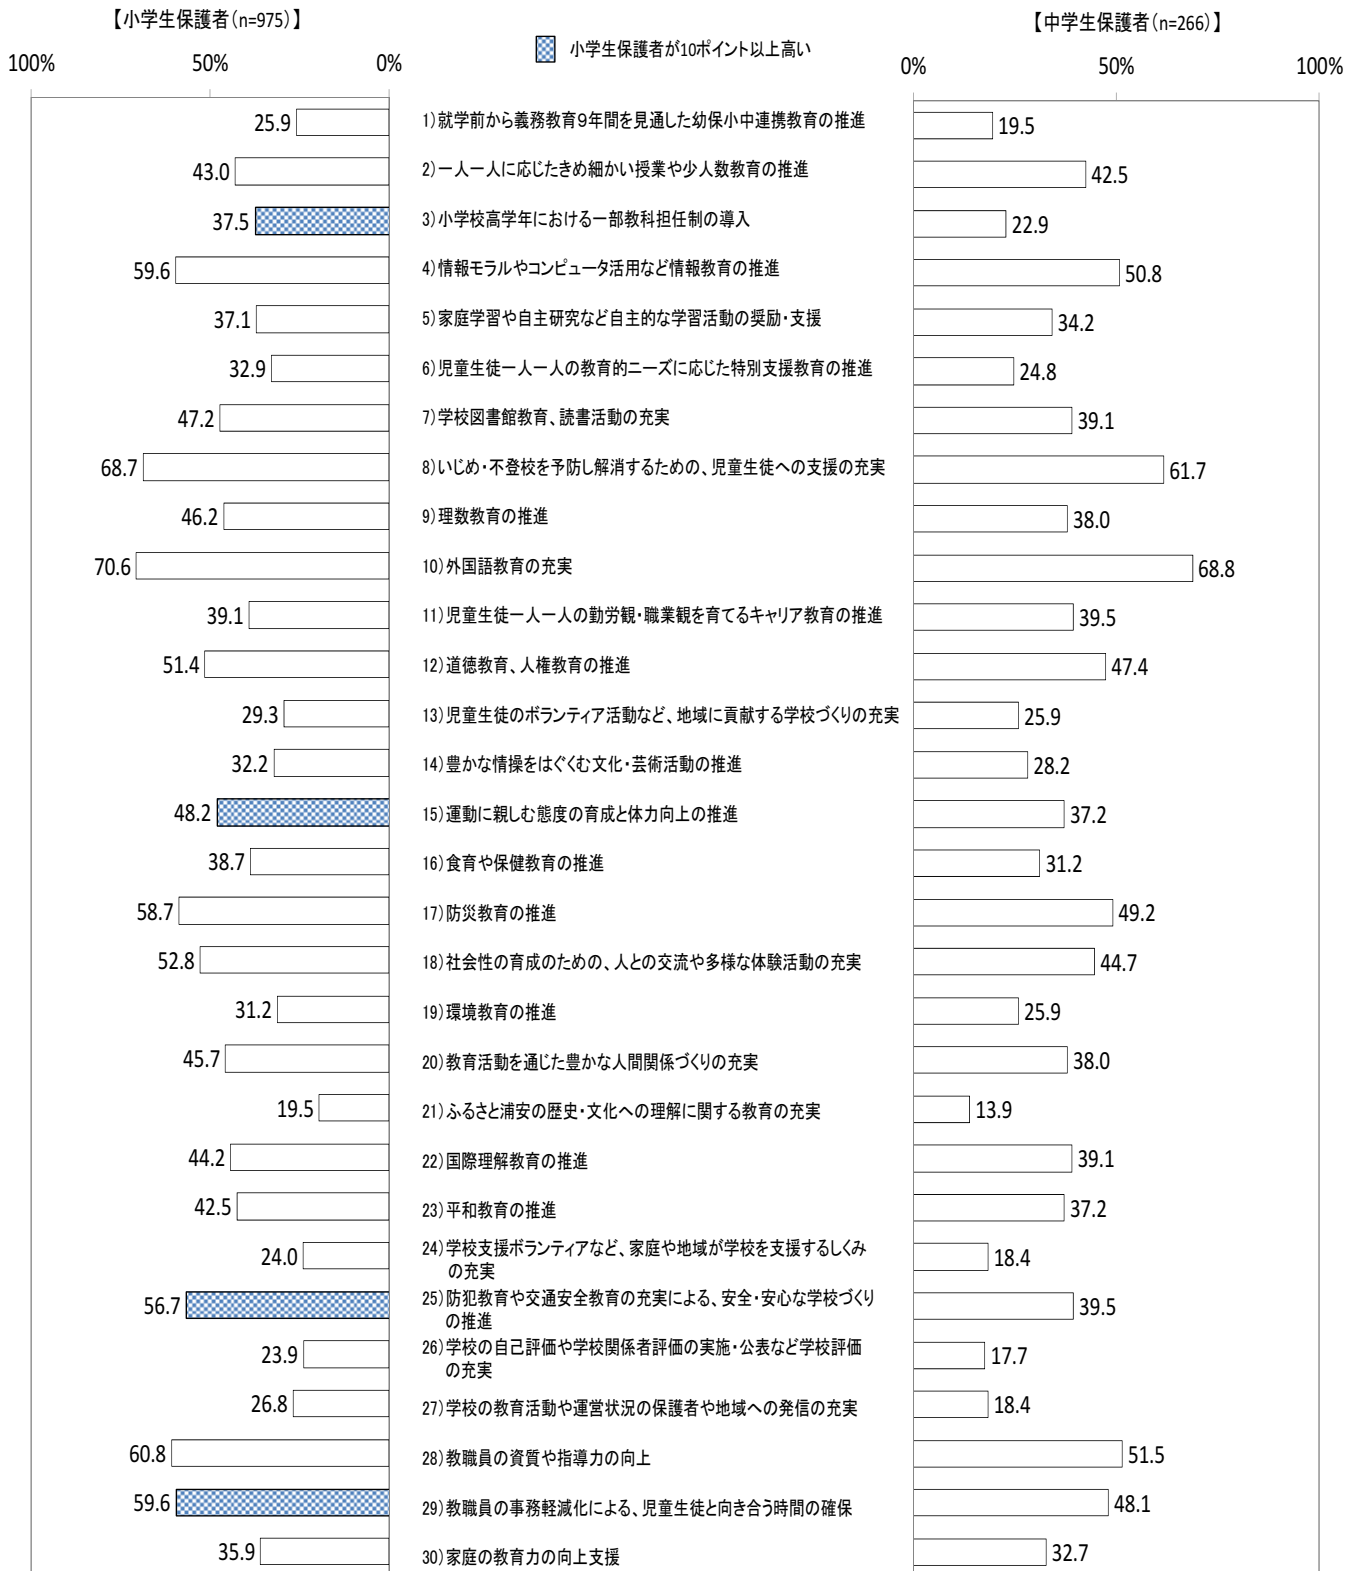 【小学生保護者(n=975)】
【中学生保護者(n=266)】
小学生保護者が10ポイント以上高い
100% 50% 0%
0% 50% 100%
25.9 1)就学前から義務教育9年間を見通した幼保小中連携教育の推進 19.5
43.0 2)一人一人に応じたきめ細かい授業や少人数教育の推進 42.5
37.5 3)小学校高学年における一部教科担任制の導入 22.9
59.6 4)情報モラルやコンピュータ活用など情報教育の推進 50.8
37.1 5)家庭学習や自主研究など自主的な学習活動の奨励・支援 34.2
32.9 6)児童生徒一人一人の教育的ニーズに応じた特別支援教育の推進 24.8
47.2 7)学校図書館教育、読書活動の充実 39.1
68.7 8)いじめ・不登校を予防し解消するための、児童生徒への支援の充実 61.7
46.2 9)理数教育の推進 38.0
70.6 10)外国語教育の充実 68.8
39.1 11)児童生徒一人一人の勤労観・職業観を育てるキャリア教育の推進 39.5
51.4 12)道徳教育、人権教育の推進 47.4
29.3 13)児童生徒のボランティア活動など、地域に貢献する学校づくりの充実 25.9
32.2 14)豊かな情操をはぐくむ文化・芸術活動の推進 28.2
48.2 15)運動に親しむ態度の育成と体力向上の推進 37.2
38.7 16)食育や保健教育の推進 31.2
58.7 17)防災教育の推進 49.2
52.8 18)社会性の育成のための、人との交流や多様な体験活動の充実 44.7
31.2 19)環境教育の推進 25.9
45.7 20)教育活動を通じた豊かな人間関係づくりの充実 38.0
19.5 21)ふるさと浦安の歴史・文化への理解に関する教育の充実 13.9
44.2 22)国際理解教育の推進 39.1
42.5 23)平和教育の推進 37.2
24.0 24)学校支援ボランティアなど、家庭や地域が学校を支援するしくみ 18.4
の充実
56.7 25)防犯教育や交通安全教育の充実による、安全・安心な学校づくり 39.5
の推進
23.9 26)学校の自己評価や学校関係者評価の実施・公表など学校評価 17.7
の充実
26.8 27)学校の教育活動や運営状況の保護者や地域への発信の充実 18.4
60.8 28)教職員の資質や指導力の向上 51.5
59.6 29)教職員の事務軽減化による、児童生徒と向き合う時間の確保 48.1
35.9 30)家庭の教育力の向上支援 32.7